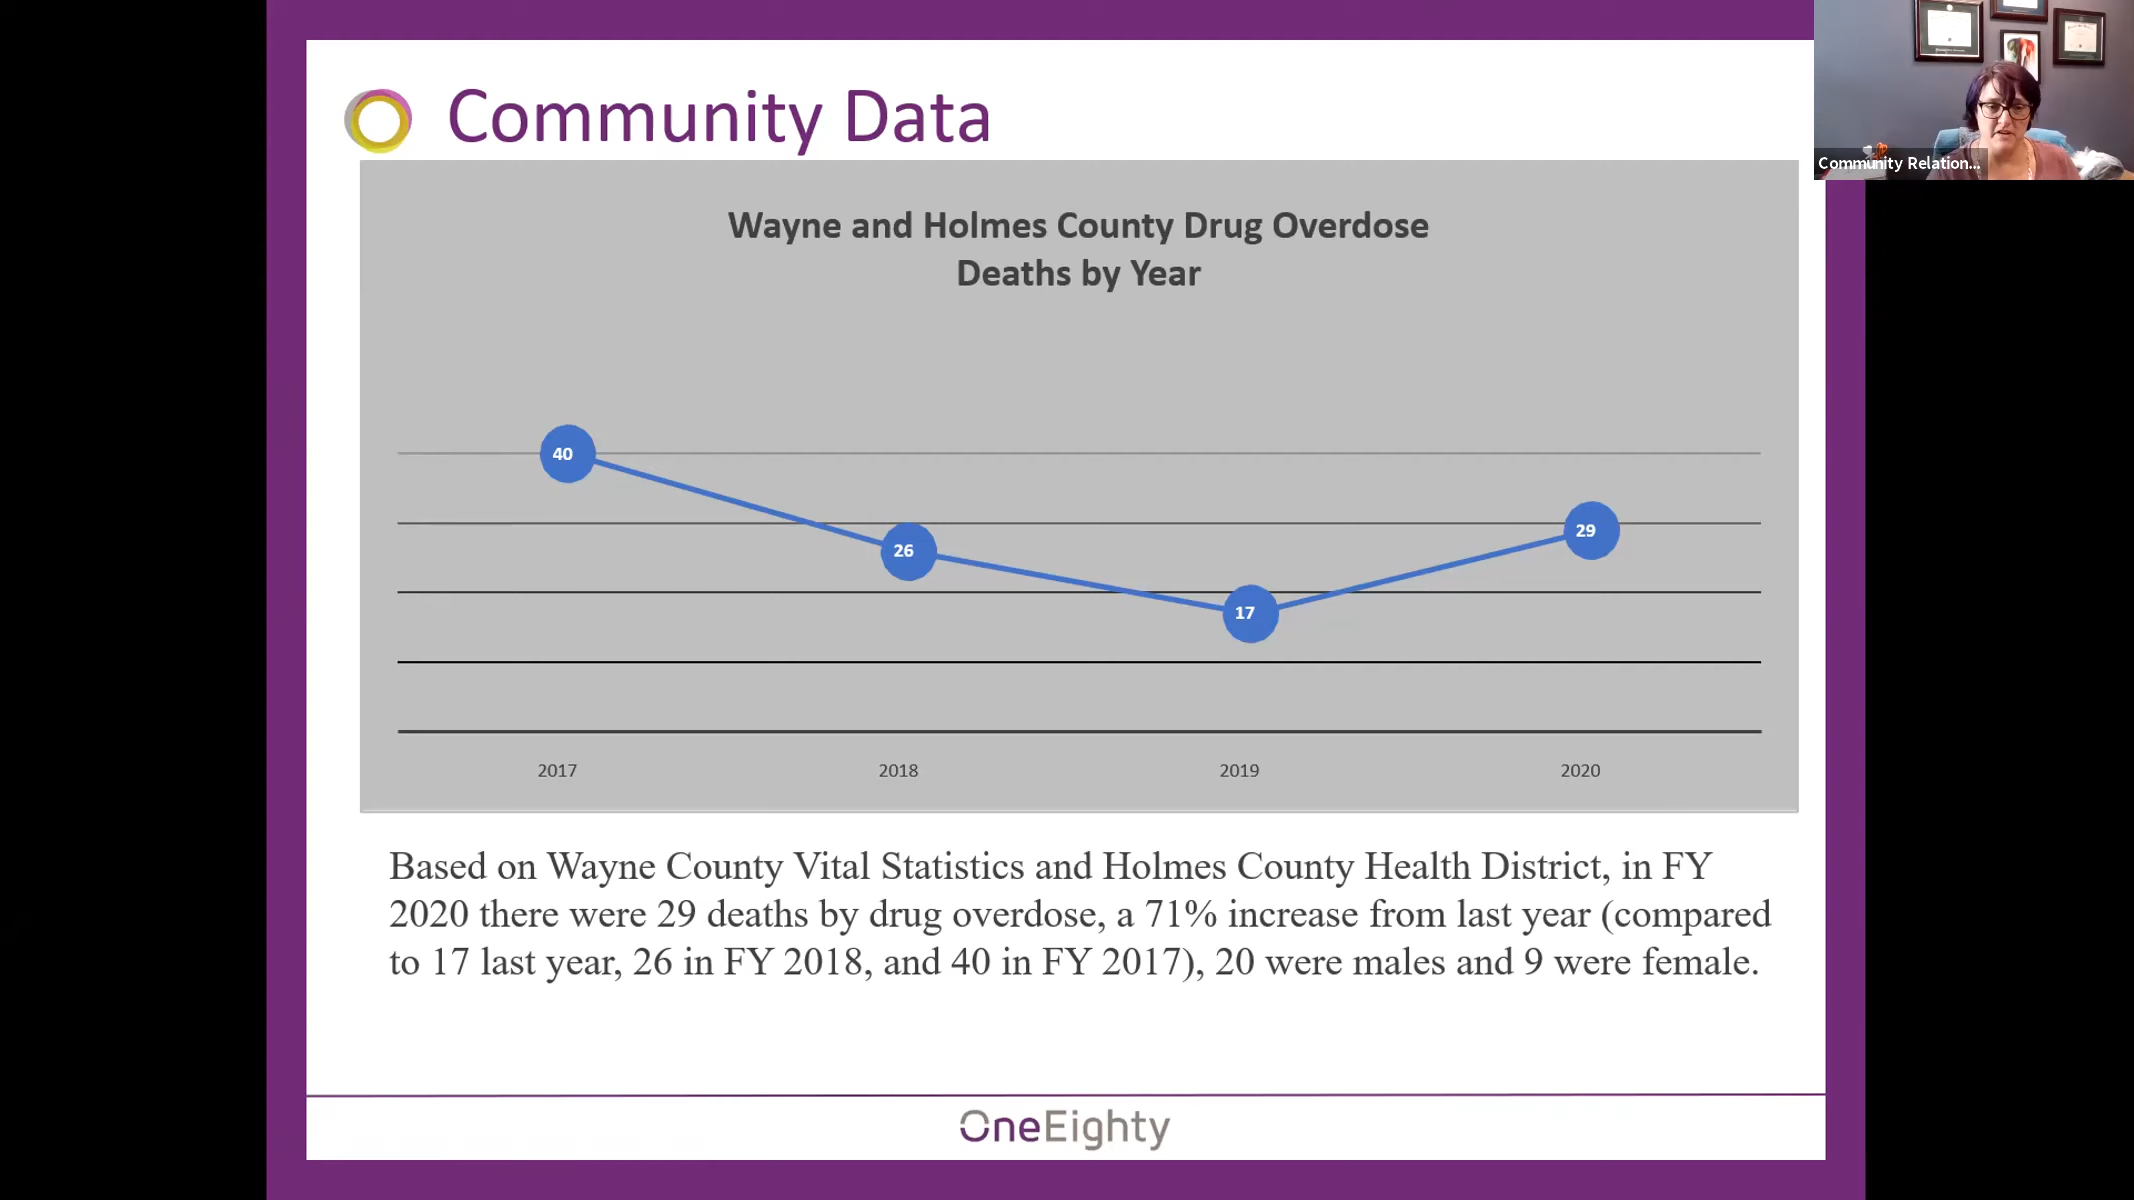 Community Data
Community Relation...
Wayne and Holmes County Drug Overdose
Deaths by Year
40
26
17
29
2017 2018 2019 2020
Based on Wayne County Vital Statistics and Holmes County Health District, in FY
2020 there were 29 deaths by drug overdose, a 71% increase from last year (compared
to 17 last year, 26 in FY 2018, and 40 in FY 2017), 20 were males and 9 were female.
OneEighty